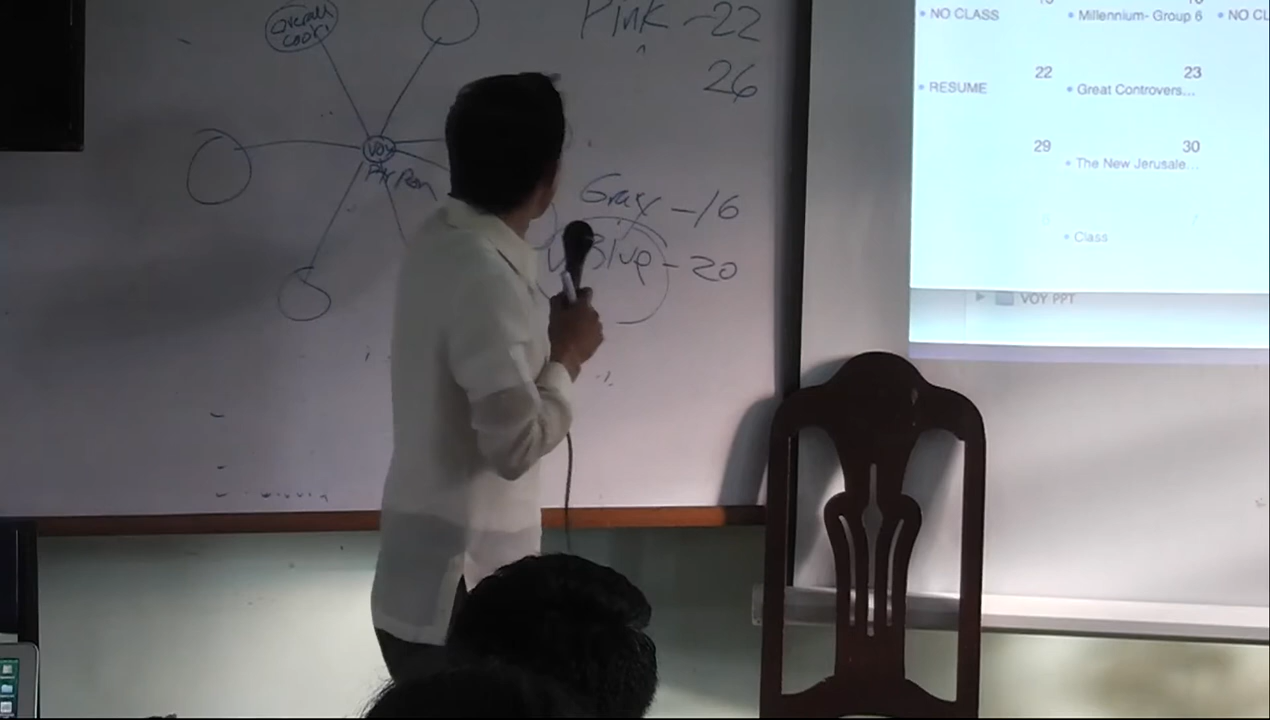 Overall
Cook
VOY
Pink - 22
26
Gray - 16
Blue - 20
• NO CLASS
• Millennium- Group 6
• NO CL
22
23
• RESUME
• Great Controvers...
29
30
• The New Jerusale...
• Class
VOY PPT